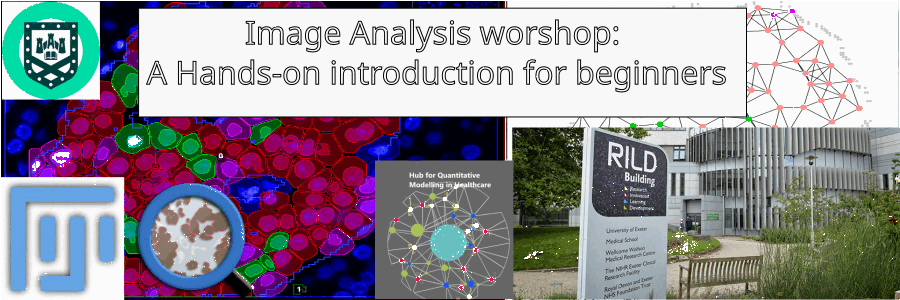 Image Analysis worshop:
A Hands-on introduction for beginners
Hub for Quantitative
Modelling in Healthcare
RILD
Building
Research
Innovation
Learning
Development
University of Exeter
Medical School
Wellcome Wolfson
Medical Research Centre
The NIHR Exeter Clinical
Research Facility
Royal Devon and Exeter
NHS Foundation Trust
1